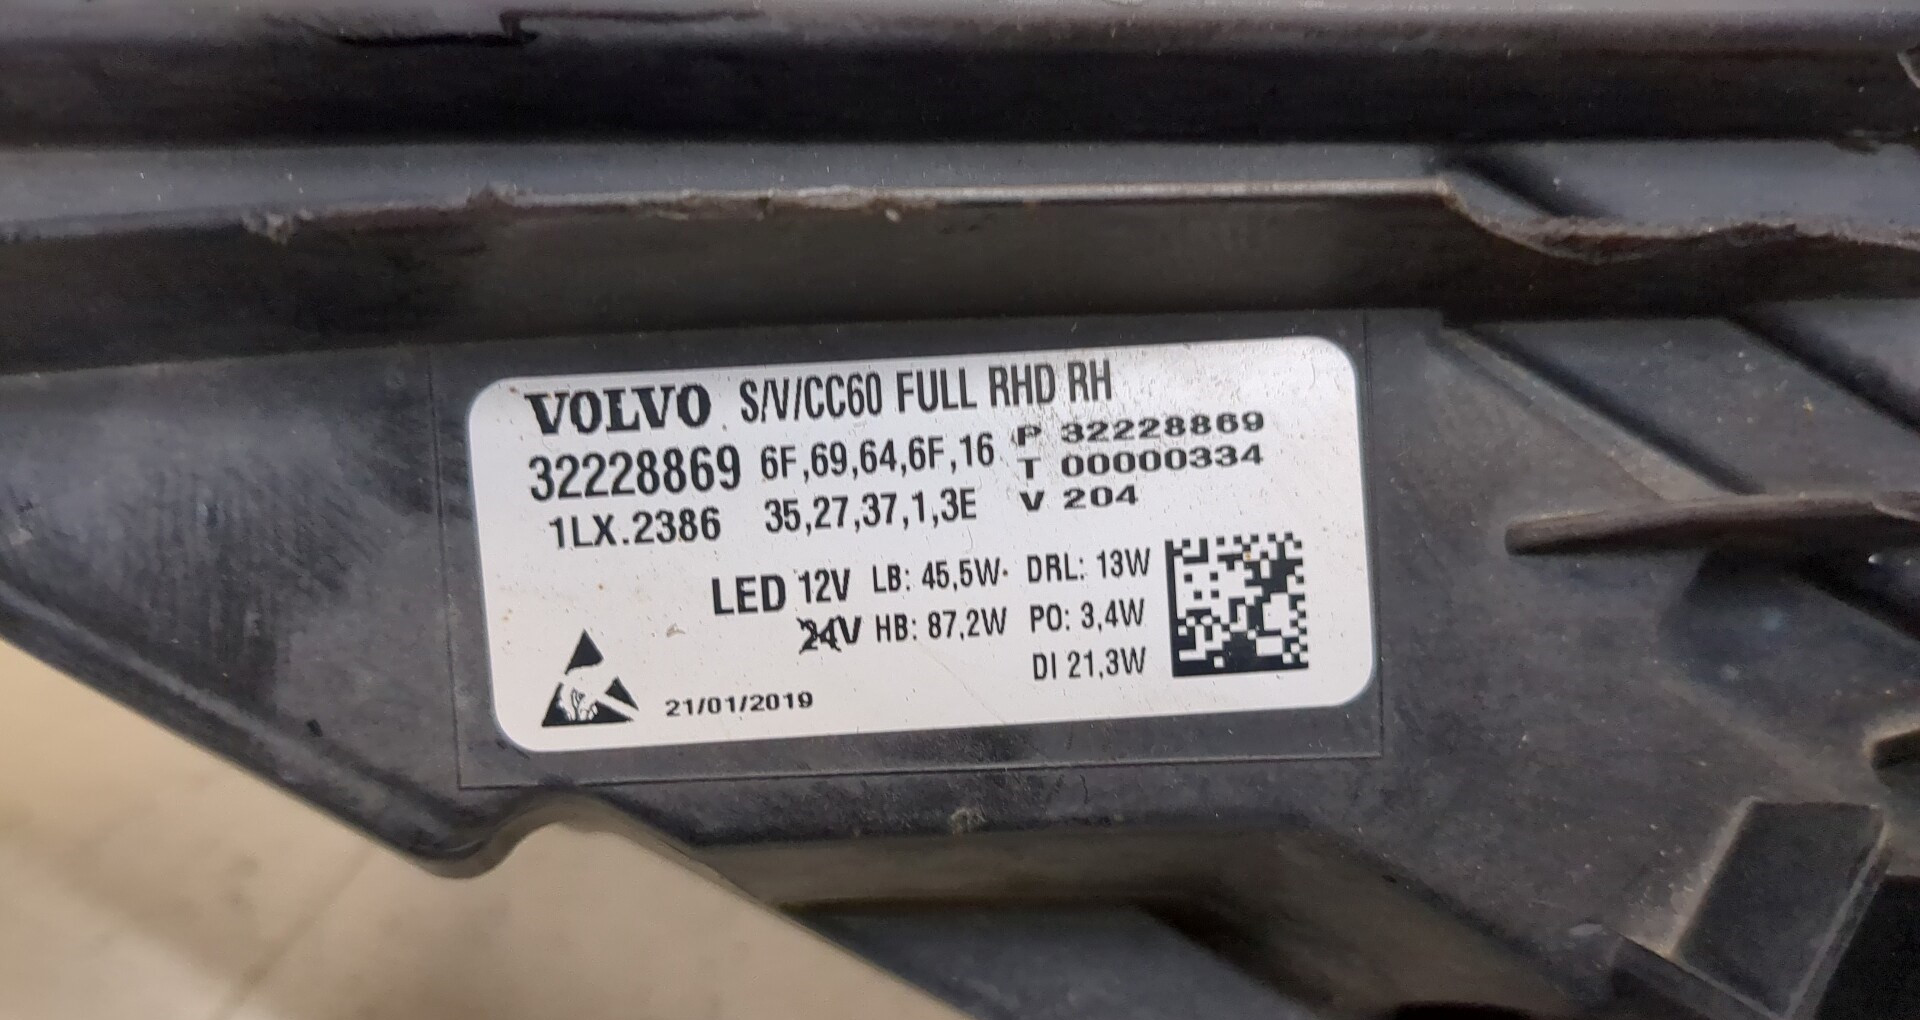 VOLVO S/V/CC60 FULL RHD RH
32228869 6F,69,64,6F,16 P 32228869
T 00000334
1LX.2386 35,27,37,1,3E V 204
LED 12V LB: 45,5W DRL: 13W
24V HB: 87,2W PO: 3,4W
DI 21,3W
21/01/2019